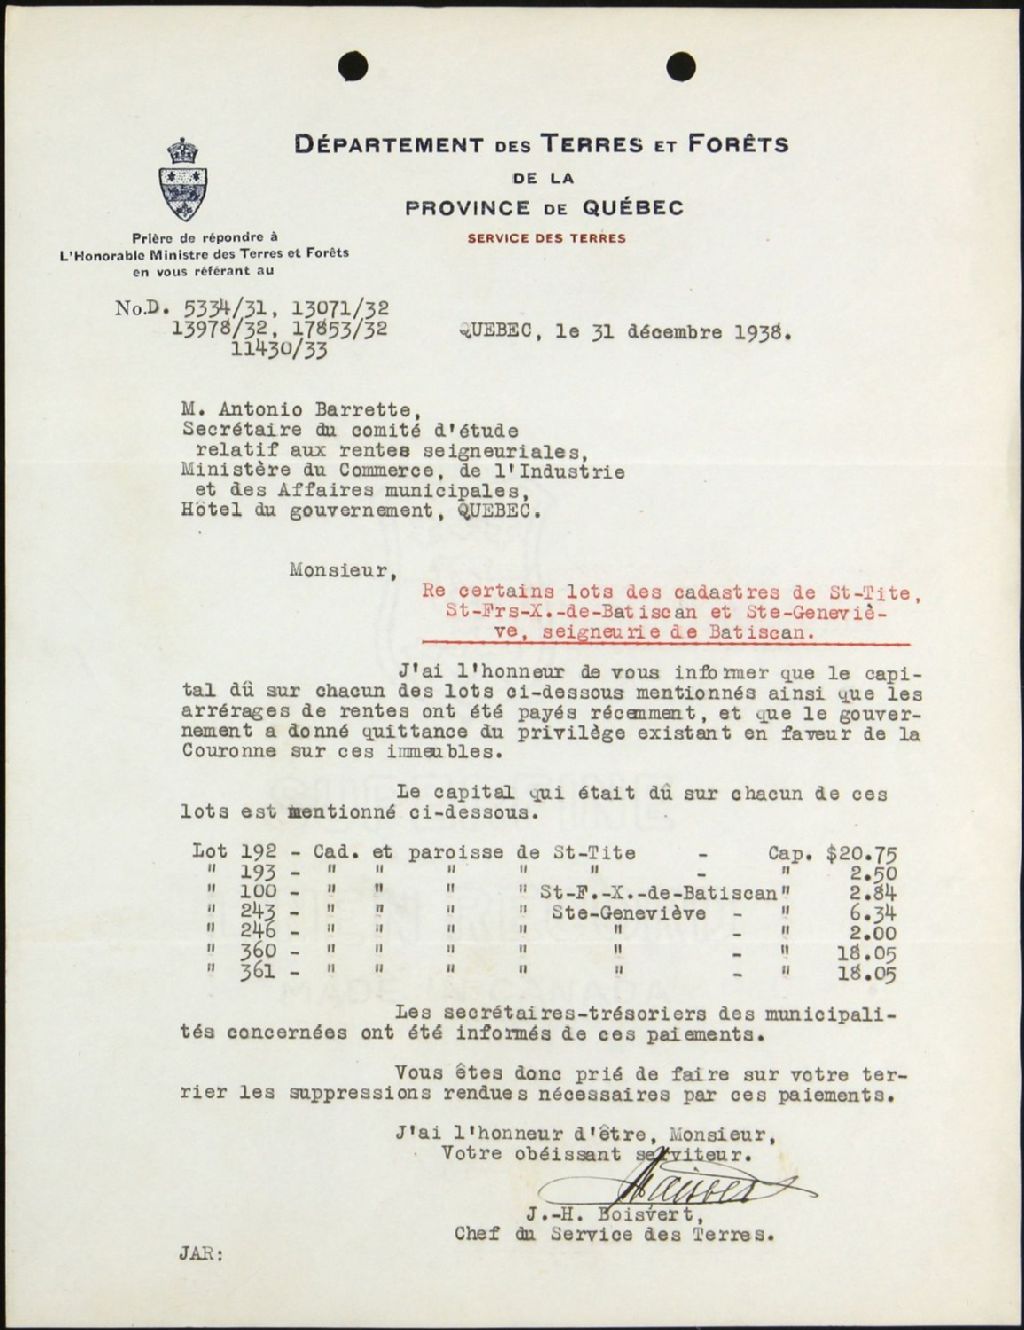 DÉPARTEMENT DES TERRES ET FORÊTS
DE LA
PROVINCE DE QUÉBEC
SERVICE DES TERRES
Prière de répondre à
L'Honorable Ministre des Terres et Forêts
en vous référant au
No.D. 5334/31, 13071/32
13978/32, 17853/32
11430/33
QUEBEC, le 31 décembre 1938.
M. Antonio Barrette,
Secrétaire du comité d'étude
relatif aux rentes seigneuriales,
Ministère du Commerce, de l'Industrie
et des Affaires municipales,
Hôtel du gouvernement, QUEBEC.
Monsieur,
Re certains lots des cadastres de St-Tite,
St-Frs-X.-de-Batiscan et Ste-Geneviè-
ve, seigneurie de Batiscan.
J'ai l'honneur de vous informer que le capi-
tal dû sur chacun des lots ci-dessous mentionnés ainsi que les
arrérages de rentes ont été payés récemment, et que le gouver-
nement a donné quittance du privilège existant en faveur de la
Couronne sur ces immeubles.
Le capital qui était dû sur chacun de ces
lots est mentionné ci-dessous.
Lot 192 - Cad. et paroisse de St-Tite - Cap. $20.75
" 193 - " " " " " - " 2.50
" 100 - " " " " St-F.-X.-de-Batiscan" 2.84
" 243 - " " " " Ste-Geneviève - " 6.34
" 246 - " " " " " - " 2.00
" 360 - " " " " " - " 18.05
" 361 - " " " " " - " 18.05
Les secrétaires-trésoriers des municipali-
tés concernées ont été informés de ces paiements.
Vous êtes donc prié de faire sur votre ter-
rier les suppressions rendues nécessaires par ces paiements.
J'ai l'honneur d'être, Monsieur,
Votre obéissant serviteur.
Boisvert
J.-H. Boisvert,
Chef du Service des Terres.
JAR: